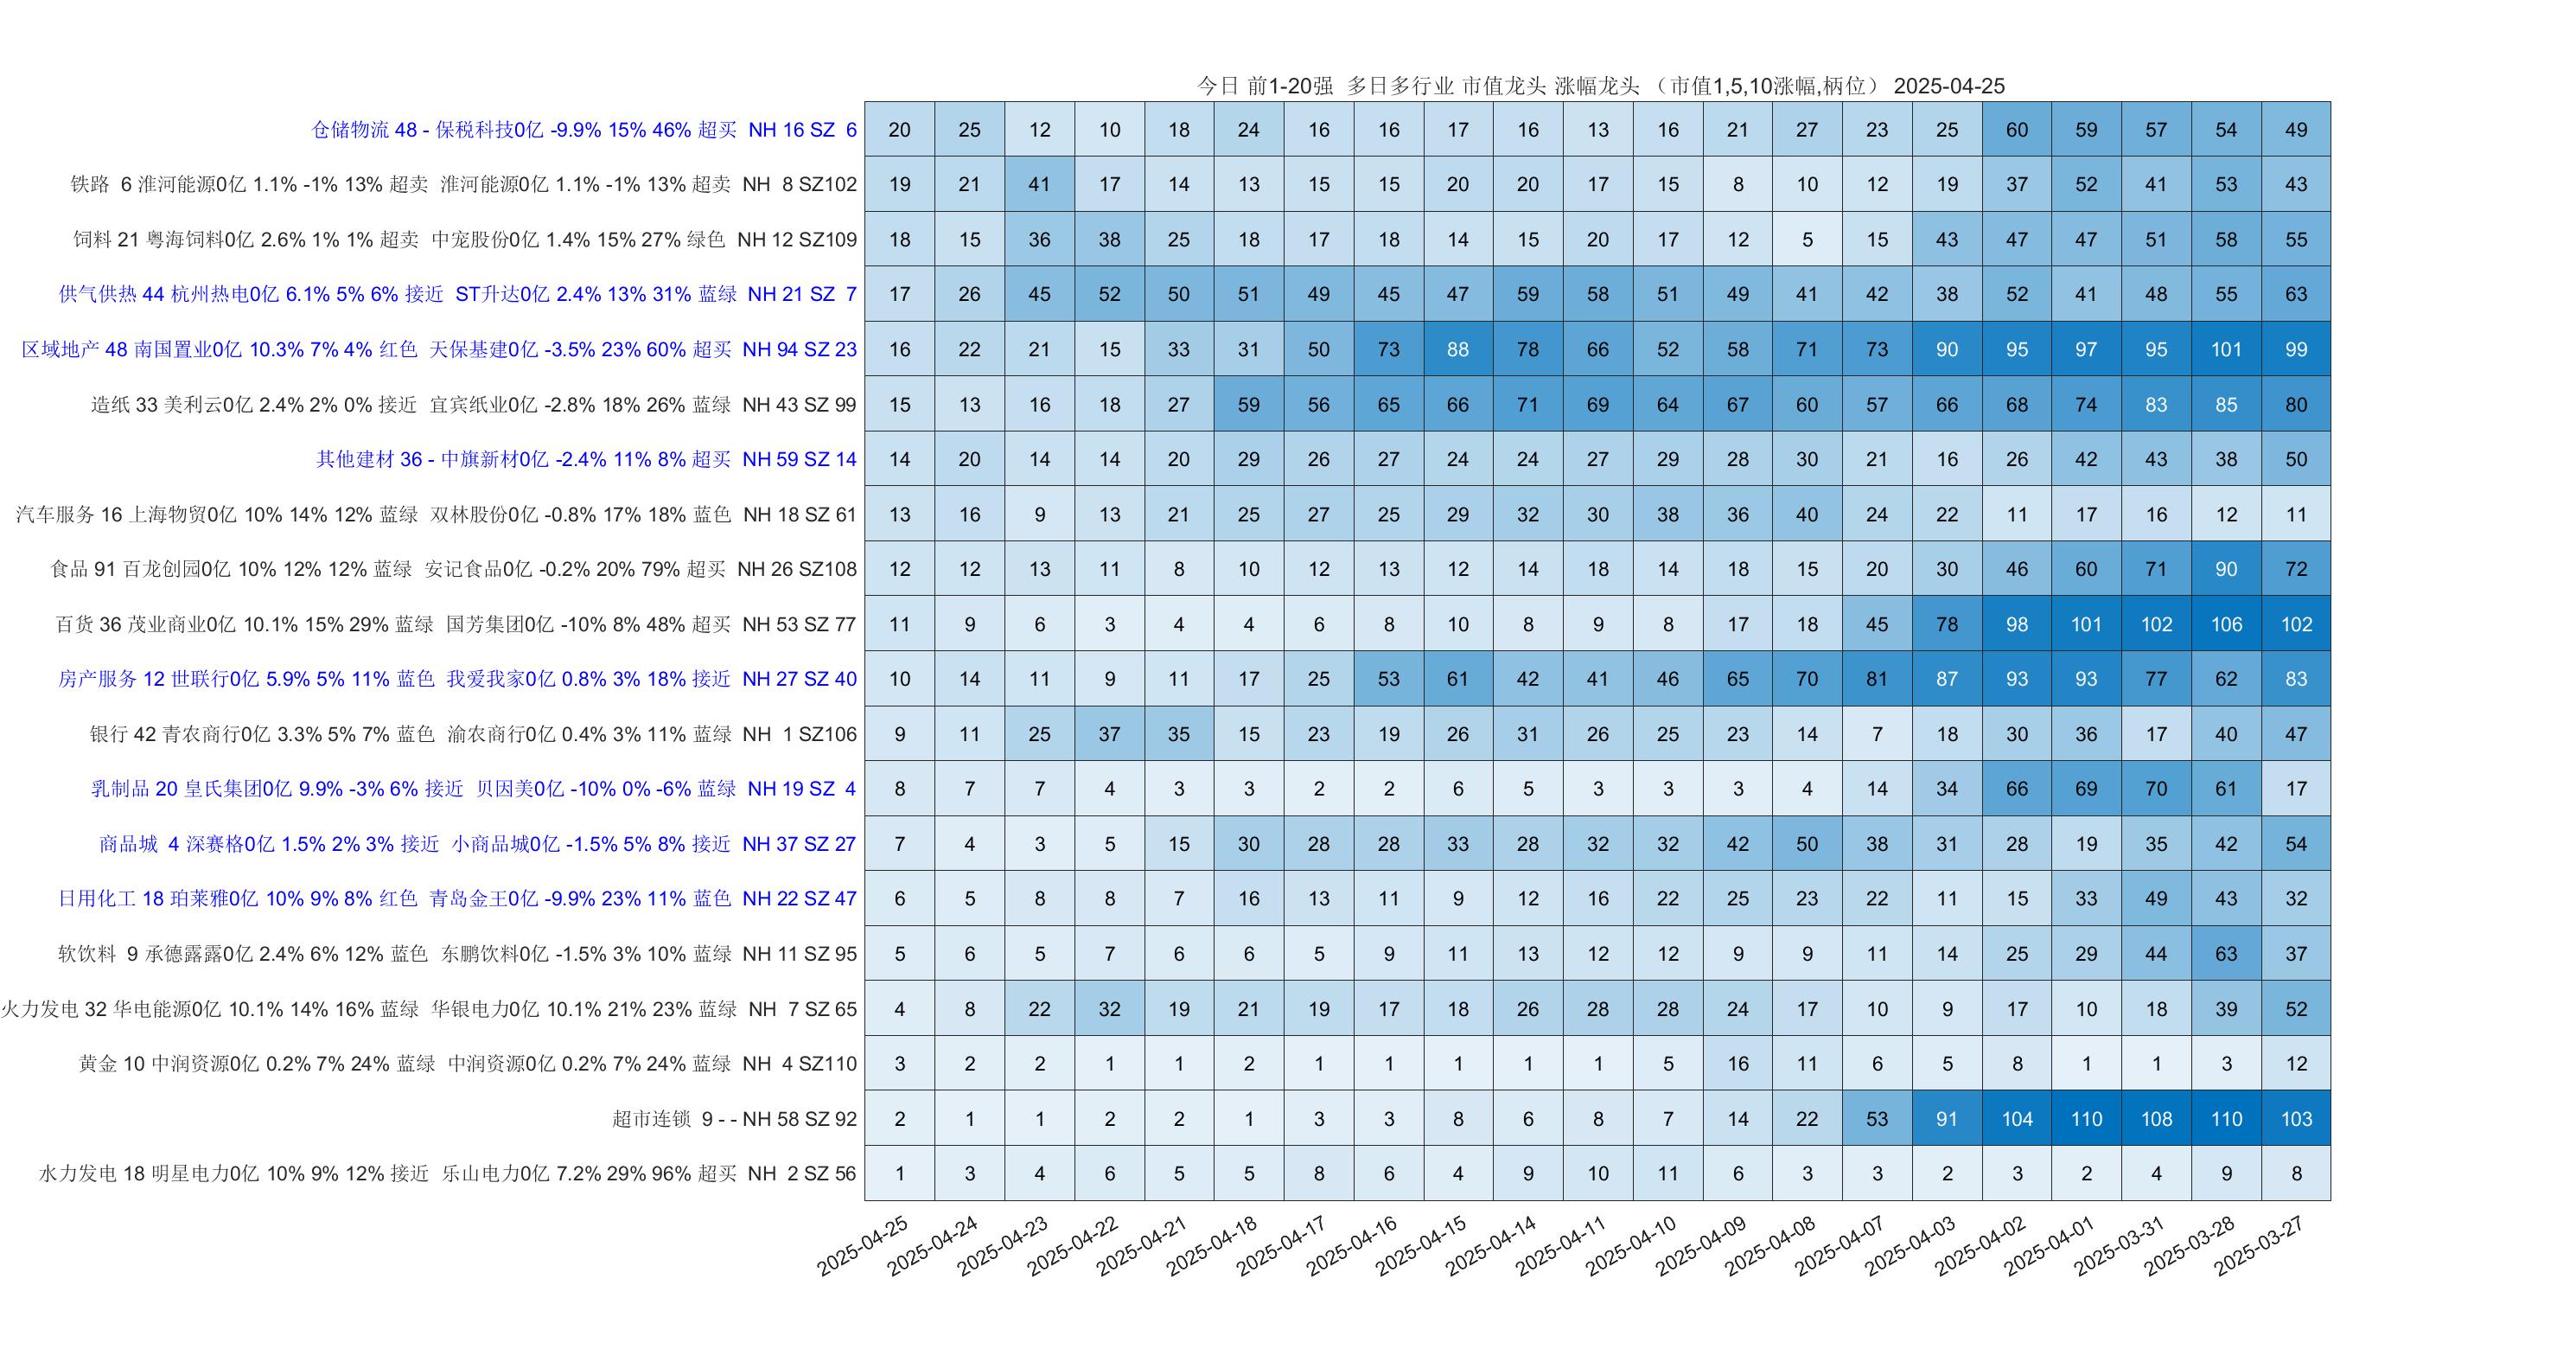 今日 前1-20强 多日多行业 市值龙头 涨幅龙头 （市值1,5,10涨幅,柄位） 2025-04-25
仓储物流 48 - 保税科技0亿 -9.9% 15% 46% 超买 NH 16 SZ 6 20 25 12 10 18 24 16 16 17 16 13 16 21 27 23 25 60 59 57 54 49
铁路 6 淮河能源0亿 1.1% -1% 13% 超卖 淮河能源0亿 1.1% -1% 13% 超卖 NH 8 SZ102 19 21 41 17 14 13 15 15 20 20 17 15 8 10 12 19 37 52 41 53 43
饲料 21 粤海饲料0亿 2.6% 1% 1% 超卖 中宠股份0亿 1.4% 15% 27% 绿色 NH 12 SZ109 18 15 36 38 25 18 17 18 14 15 20 17 12 5 15 43 47 47 51 58 55
供气供热 44 杭州热电0亿 6.1% 5% 6% 接近 ST升达0亿 2.4% 13% 31% 蓝绿 NH 21 SZ 7 17 26 45 52 50 51 49 45 47 59 58 51 49 41 42 38 52 41 48 55 63
区域地产 48 南国置业0亿 10.3% 7% 4% 红色 天保基建0亿 -3.5% 23% 60% 超买 NH 94 SZ 23 16 22 21 15 33 31 50 73 88 78 66 52 58 71 73 90 95 97 95 101 99
造纸 33 美利云0亿 2.4% 2% 0% 接近 宜宾纸业0亿 -2.8% 18% 26% 蓝绿 NH 43 SZ 99 15 13 16 18 27 59 56 65 66 71 69 64 67 60 57 66 68 74 83 85 80
其他建材 36 - 中旗新材0亿 -2.4% 11% 8% 超买 NH 59 SZ 14 14 20 14 14 20 29 26 27 24 24 27 29 28 30 21 16 26 42 43 38 50
汽车服务 16 上海物贸0亿 10% 14% 12% 蓝绿 双林股份0亿 -0.8% 17% 18% 蓝色 NH 18 SZ 61 13 16 9 13 21 25 27 25 29 32 30 38 36 40 24 22 11 17 16 12 11
食品 91 百龙创园0亿 10% 12% 12% 蓝绿 安记食品0亿 -0.2% 20% 79% 超买 NH 26 SZ108 12 12 13 11 8 10 12 13 12 14 18 14 18 15 20 30 46 60 71 90 72
百货 36 茂业商业0亿 10.1% 15% 29% 蓝绿 国芳集团0亿 -10% 8% 48% 超买 NH 53 SZ 77 11 9 6 3 4 4 6 8 10 8 9 8 17 18 45 78 98 101 102 106 102
房产服务 12 世联行0亿 5.9% 5% 11% 蓝色 我爱我家0亿 0.8% 3% 18% 接近 NH 27 SZ 40 10 14 11 9 11 17 25 53 61 42 41 46 65 70 81 87 93 93 77 62 83
银行 42 青农商行0亿 3.3% 5% 7% 蓝色 渝农商行0亿 0.4% 3% 11% 蓝绿 NH 1 SZ106 9 11 25 37 35 15 23 19 26 31 26 25 23 14 7 18 30 36 17 40 47
乳制品 20 皇氏集团0亿 9.9% -3% 6% 接近 贝因美0亿 -10% 0% -6% 蓝绿 NH 19 SZ 4 8 7 7 4 3 3 2 2 6 5 3 3 3 4 14 34 66 69 70 61 17
商品城 4 深赛格0亿 1.5% 2% 3% 接近 小商品城0亿 -1.5% 5% 8% 接近 NH 37 SZ 27 7 4 3 5 15 30 28 28 33 28 32 32 42 50 38 31 28 19 35 42 54
日用化工 18 珀莱雅0亿 10% 9% 8% 红色 青岛金王0亿 -9.9% 23% 11% 蓝色 NH 22 SZ 47 6 5 8 8 7 16 13 11 9 12 16 22 25 23 22 11 15 33 49 43 32
软饮料 9 承德露露0亿 2.4% 6% 12% 蓝色 东鹏饮料0亿 -1.5% 3% 10% 蓝绿 NH 11 SZ 95 5 6 5 7 6 6 5 9 11 13 12 12 9 9 11 14 25 29 44 63 37
火力发电 32 华电能源0亿 10.1% 14% 16% 蓝绿 华银电力0亿 10.1% 21% 23% 蓝绿 NH 7 SZ 65 4 8 22 32 19 21 19 17 18 26 28 28 24 17 10 9 17 10 18 39 52
黄金 10 中润资源0亿 0.2% 7% 24% 蓝绿 中润资源0亿 0.2% 7% 24% 蓝绿 NH 4 SZ110 3 2 2 1 1 2 1 1 1 1 1 5 16 11 6 5 8 1 1 3 12
超市连锁 9 - - NH 58 SZ 92 2 1 1 2 2 1 3 3 8 6 8 7 14 22 53 91 104 110 108 110 103
水力发电 18 明星电力0亿 10% 9% 12% 接近 乐山电力0亿 7.2% 29% 96% 超买 NH 2 SZ 56 1 3 4 6 5 5 8 6 4 9 10 11 6 3 3 2 3 2 4 9 8
2025-04-25 2025-04-24 2025-04-23 2025-04-22 2025-04-21 2025-04-18 2025-04-17 2025-04-16 2025-04-15 2025-04-14 2025-04-11 2025-04-10 2025-04-09 2025-04-08 2025-04-07 2025-04-03 2025-04-02 2025-04-01 2025-03-31 2025-03-28 2025-03-27